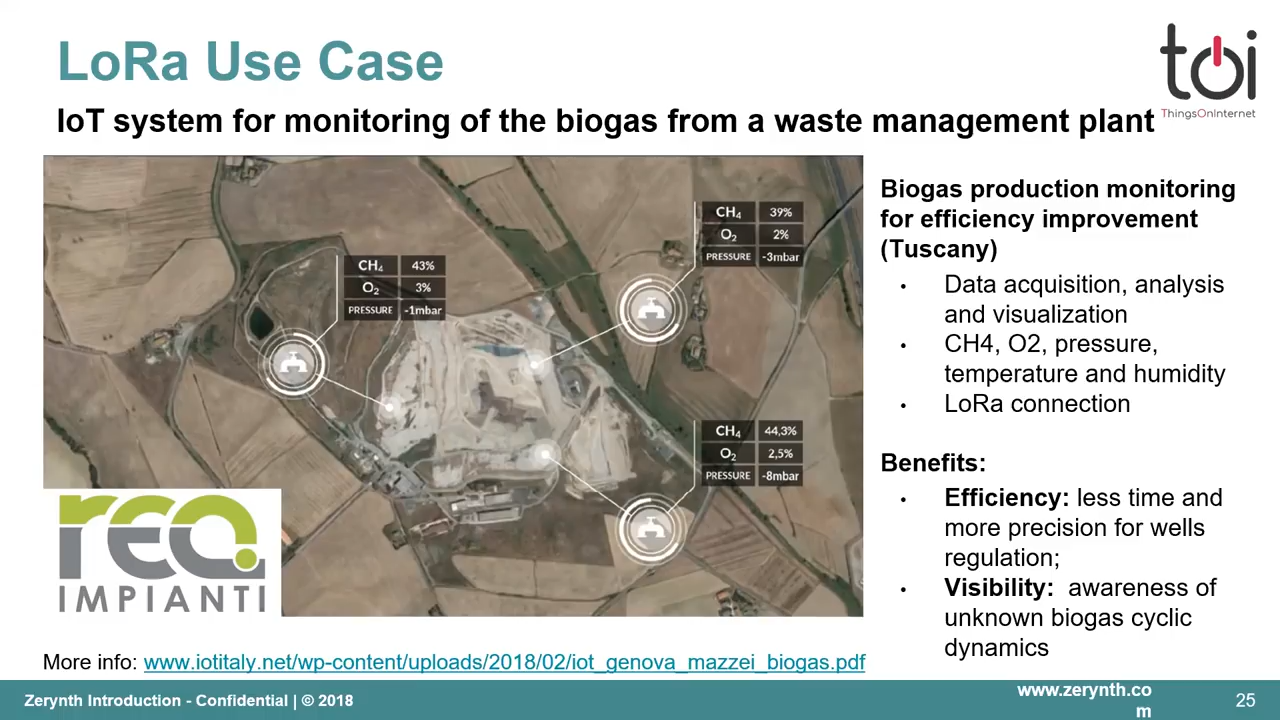 LoRa Use Case
toi
ThingsOnInternet
IoT system for monitoring of the biogas from a waste management plant
CH₄ 43%
O₂ 3%
PRESSURE -1mbar
CH₄ 39%
O₂ 2%
PRESSURE -3mbar
CH₄ 44,3%
O₂ 2,5%
PRESSURE -8mbar
rea
IMPIANTI
Biogas production monitoring
for efficiency improvement
(Tuscany)
• Data acquisition, analysis
and visualization
• CH4, O2, pressure,
temperature and humidity
• LoRa connection
Benefits:
• Efficiency: less time and
more precision for wells
regulation;
• Visibility: awareness of
unknown biogas cyclic
dynamics
More info: www.iotitaly.net/wp-content/uploads/2018/02/iot_genova_mazzei_biogas.pdf
Zerynth Introduction - Confidential | © 2018
www.zerynth.co
m
25